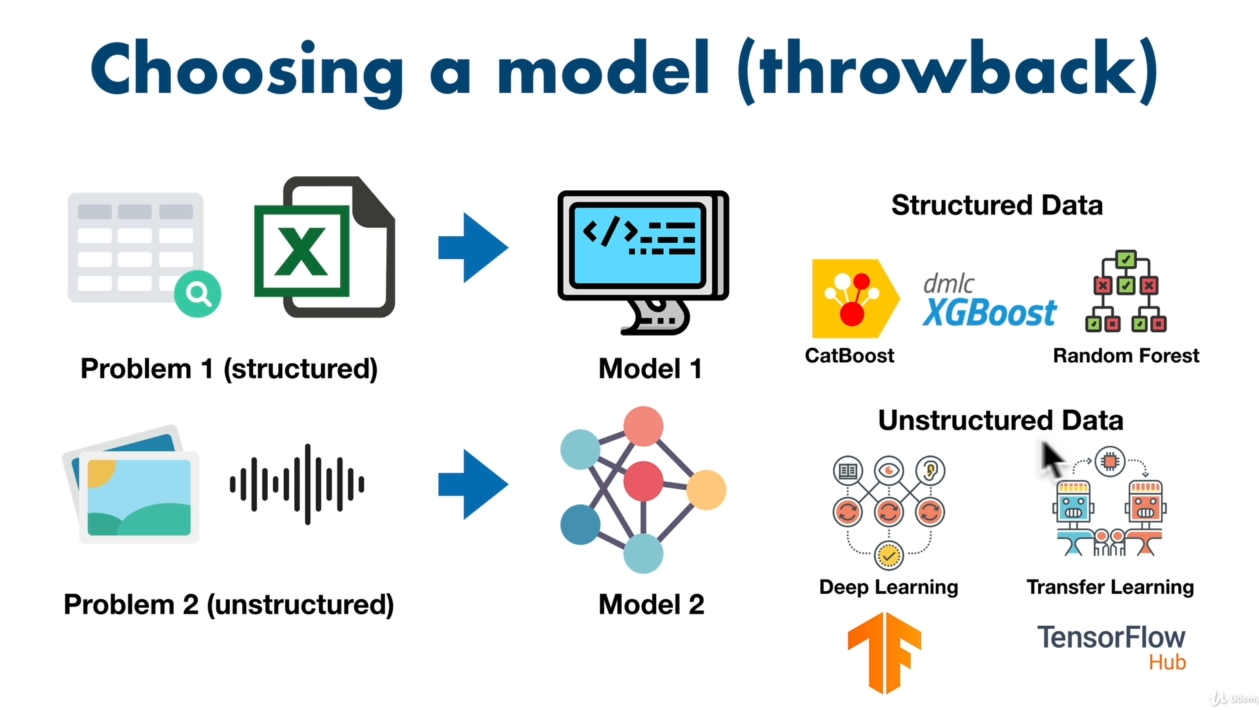 Choosing a model (throwback)
Problem 1 (structured)
Model 1
Structured Data
CatBoost
dmlc
XGBoost
Random Forest
Problem 2 (unstructured)
Model 2
Unstructured Data
Deep Learning
Transfer Learning
TensorFlow
Hub
Udemy